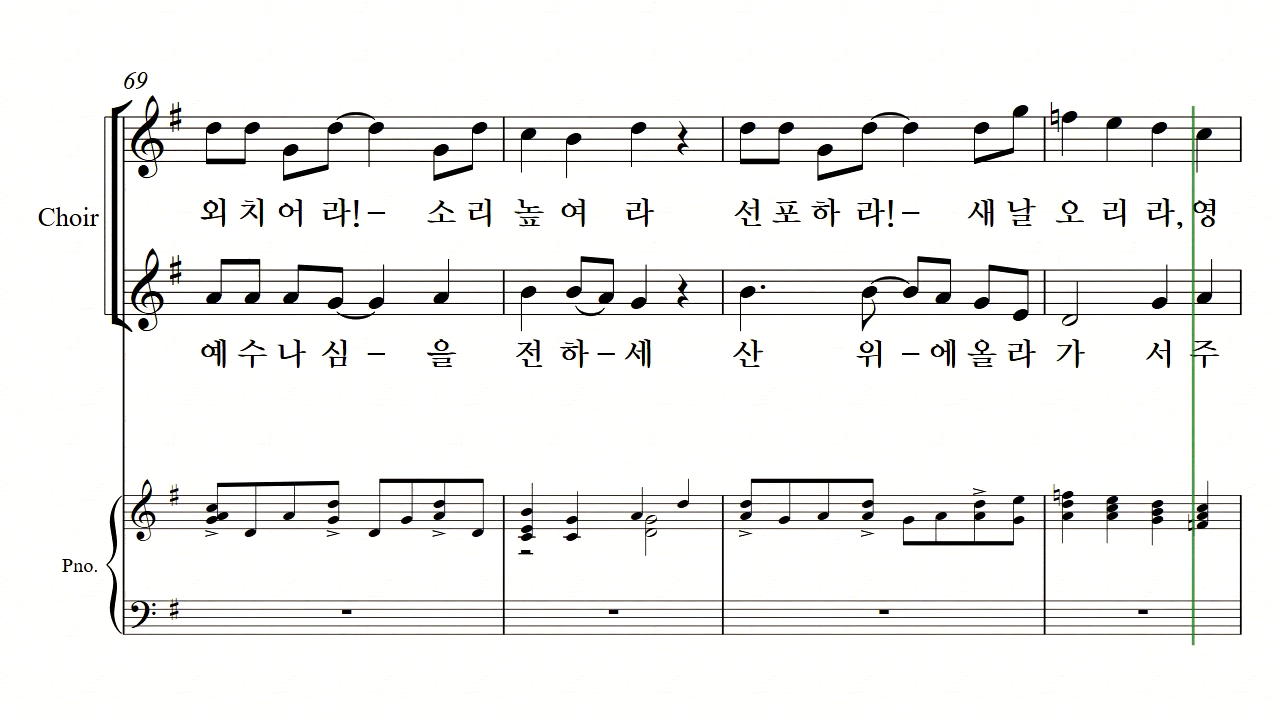 69
외 치 어 라! – 소 리 높 여 라 선 포 하 라! – 새 날 오 리 라, 영
Choir
예 수 나 심 – 을 전 하 – 세 산 위 – 에 올 라 가 서 주
Pno.